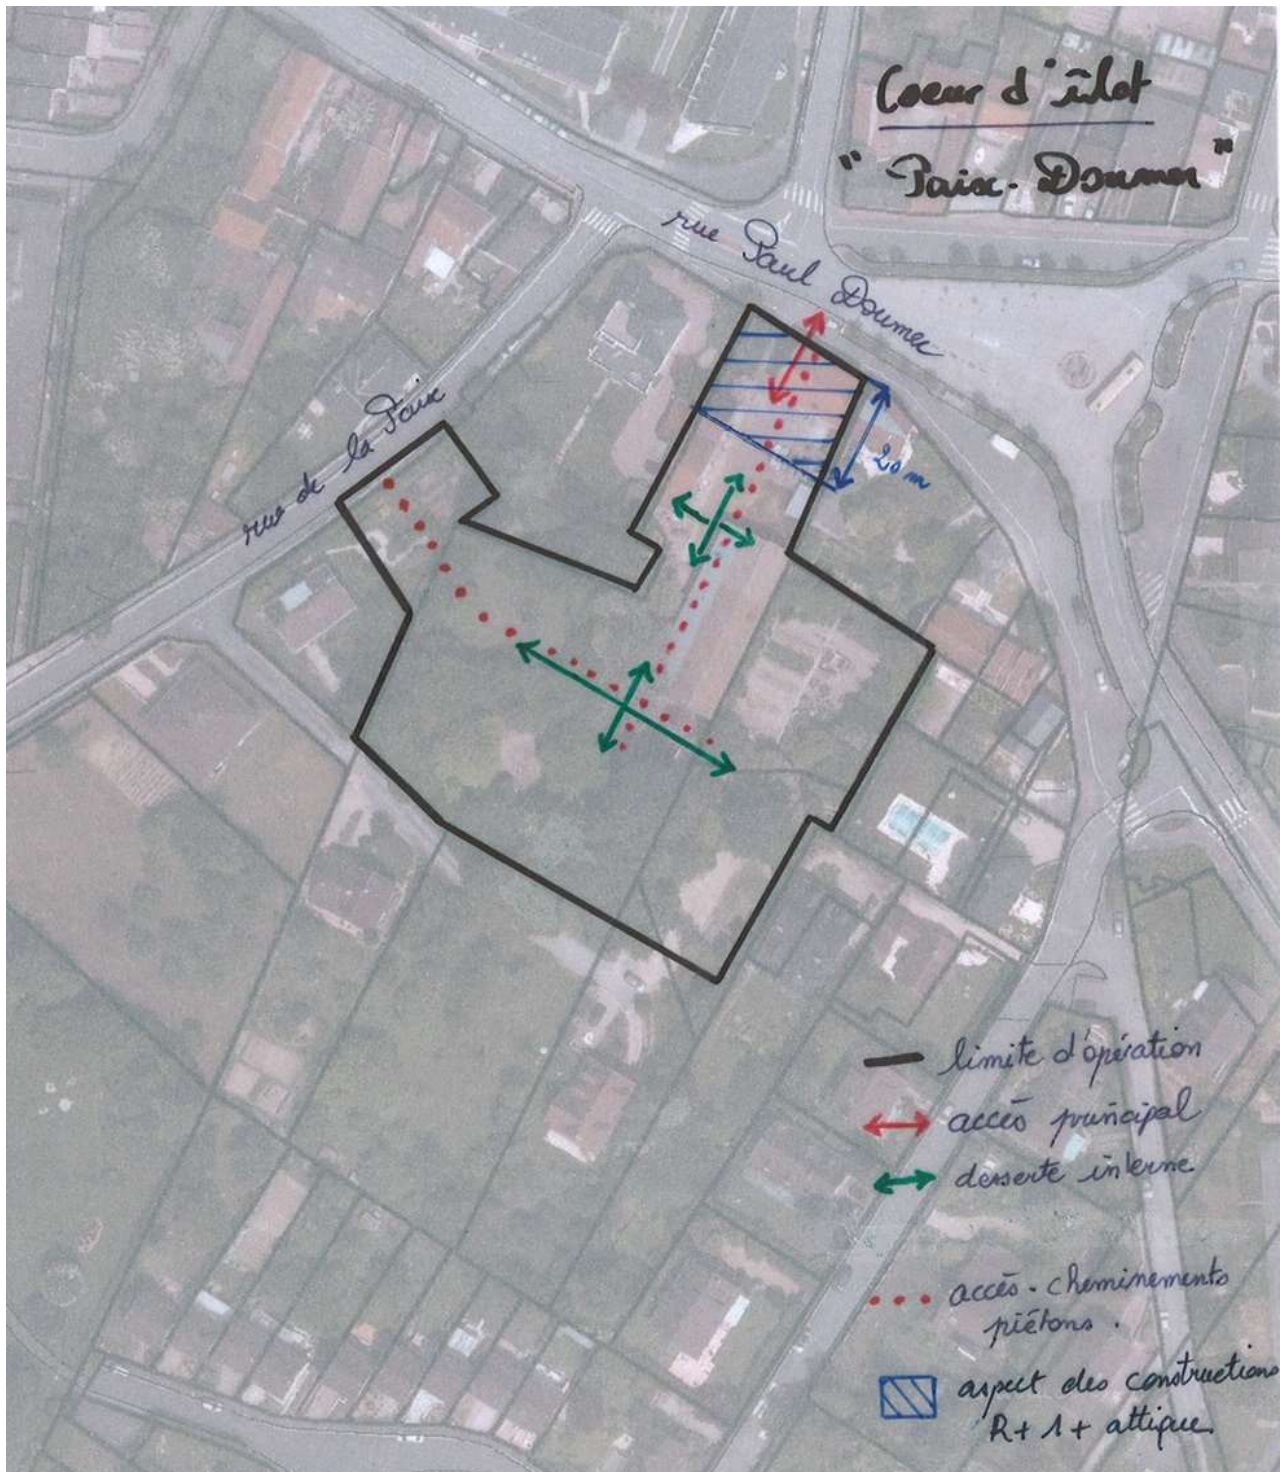 Coeur d'îlot
"Paix-Doumer"
rue Paul Doumer
rue de la Paix
20 m
limite d'opération
accès principal
desserte interne
accès - cheminements
piétons.
aspect des constructions
R+1+ attique